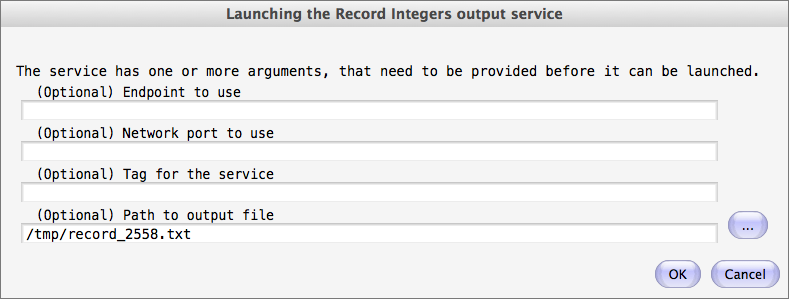 Launching the Record Integers output service
The service has one or more arguments, that need to be provided before it can be launched.
(Optional) Endpoint to use
(Optional) Network port to use
(Optional) Tag for the service
(Optional) Path to output file
/tmp/record_2558.txt
...
OK Cancel